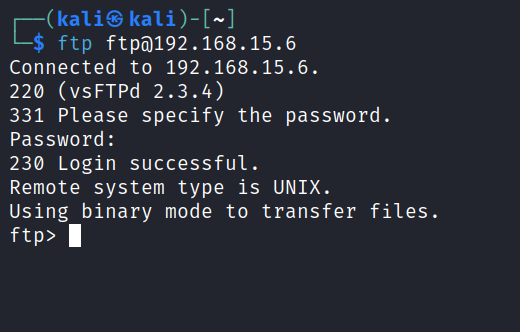 ┌──(kali㉿kali)-[~]
└─$ ftp ftp@192.168.15.6
Connected to 192.168.15.6.
220 (vsFTPd 2.3.4)
331 Please specify the password.
Password:
230 Login successful.
Remote system type is UNIX.
Using binary mode to transfer files.
ftp>